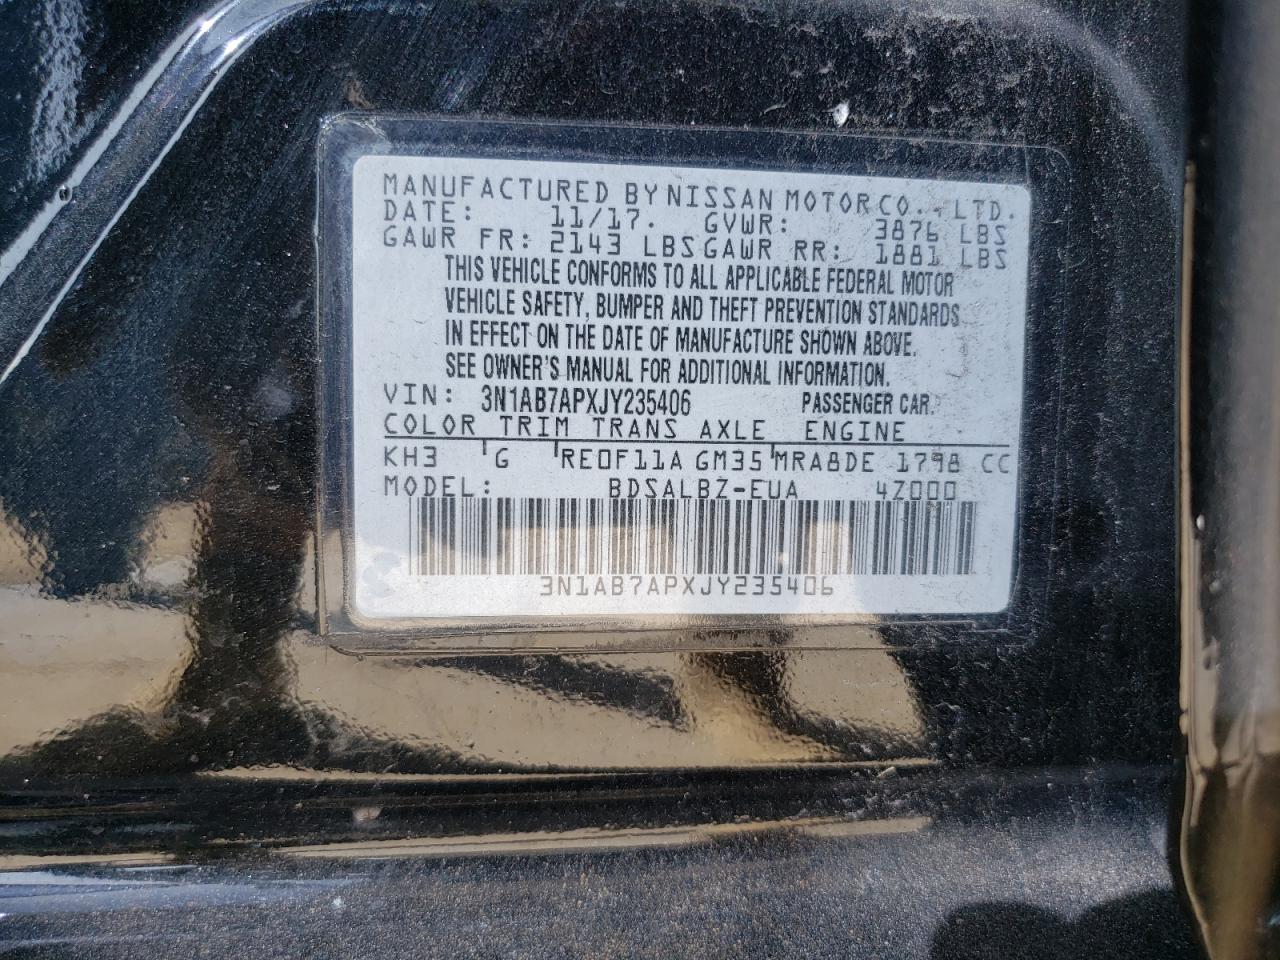 MANUFACTURED BY NISSAN MOTOR CO., LTD.
DATE: 11/17. GVWR: 3876 LBS
GAWR FR: 2143 LBS GAWR RR: 1881 LBS
THIS VEHICLE CONFORMS TO ALL APPLICABLE FEDERAL MOTOR
VEHICLE SAFETY, BUMPER AND THEFT PREVENTION STANDARDS
IN EFFECT ON THE DATE OF MANUFACTURE SHOWN ABOVE.
SEE OWNER'S MANUAL FOR ADDITIONAL INFORMATION.
VIN: 3N1AB7APXJY235406 PASSENGER CAR.
COLOR TRIM TRANS AXLE ENGINE
KH3 G RE0F11A GM35 MRA8DE 1798 CC
MODEL: BDSALBZ-EUA 4Z000
3N1AB7APXJY235406